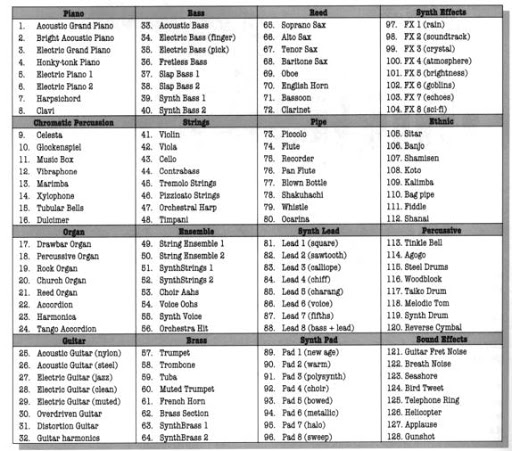 Piano
1. Acoustic Grand Piano
2. Bright Acoustic Piano
3. Electric Grand Piano
4. Honky-tonk Piano
5. Electric Piano 1
6. Electric Piano 2
7. Harpsichord
8. Clavi
Chromatic Percussion
9. Celesta
10. Glockenspiel
11. Music Box
12. Vibraphone
13. Marimba
14. Xylophone
15. Tubular Bells
16. Dulcimer
Organ
17. Drawbar Organ
18. Percussive Organ
19. Rock Organ
20. Church Organ
21. Reed Organ
22. Accordion
23. Harmonica
24. Tango Accordion
Guitar
25. Acoustic Guitar (nylon)
26. Acoustic Guitar (steel)
27. Electric Guitar (jazz)
28. Electric Guitar (clean)
29. Electric Guitar (muted)
30. Overdriven Guitar
31. Distortion Guitar
32. Guitar harmonics
Bass
33. Acoustic Bass
34. Electric Bass (finger)
35. Electric Bass (pick)
36. Fretless Bass
37. Slap Bass 1
38. Slap Bass 2
39. Synth Bass 1
40. Synth Bass 2
Strings
41. Violin
42. Viola
43. Cello
44. Contrabass
45. Tremolo Strings
46. Pizzicato Strings
47. Orchestral Harp
48. Timpani
Ensemble
49. String Ensemble 1
50. String Ensemble 2
51. SynthStrings 1
52. SynthStrings 2
53. Choir Aahs
54. Voice Oohs
55. Synth Voice
56. Orchestra Hit
Brass
57. Trumpet
58. Trombone
59. Tuba
60. Muted Trumpet
61. French Horn
62. Brass Section
63. SynthBrass 1
64. SynthBrass 2
Reed
65. Soprano Sax
66. Alto Sax
67. Tenor Sax
68. Baritone Sax
69. Oboe
70. English Horn
71. Bassoon
72. Clarinet
Pipe
73. Piccolo
74. Flute
75. Recorder
76. Pan Flute
77. Blown Bottle
78. Shakuhachi
79. Whistle
80. Ocarina
Synth Lead
81. Lead 1 (square)
82. Lead 2 (sawtooth)
83. Lead 3 (calliope)
84. Lead 4 (chiff)
85. Lead 5 (charang)
86. Lead 6 (voice)
87. Lead 7 (fifths)
88. Lead 8 (bass + lead)
Synth Pad
89. Pad 1 (new age)
90. Pad 2 (warm)
91. Pad 3 (polysynth)
92. Pad 4 (choir)
93. Pad 5 (bowed)
94. Pad 6 (metallic)
95. Pad 7 (halo)
96. Pad 8 (sweep)
Synth Effects
97. FX 1 (rain)
98. FX 2 (soundtrack)
99. FX 3 (crystal)
100. FX 4 (atmosphere)
101. FX 5 (brightness)
102. FX 6 (goblins)
103. FX 7 (echoes)
104. FX 8 (sci-fi)
Ethnic
105. Sitar
106. Banjo
107. Shamisen
108. Koto
109. Kalimba
110. Bag pipe
111. Fiddle
112. Shanai
Percussive
113. Tinkle Bell
114. Agogo
115. Steel Drums
116. Woodblock
117. Taiko Drum
118. Melodic Tom
119. Synth Drum
120. Reverse Cymbal
Sound Effects
121. Guitar Fret Noise
122. Breath Noise
123. Seashore
124. Bird Tweet
125. Telephone Ring
126. Helicopter
127. Applause
128. Gunshot